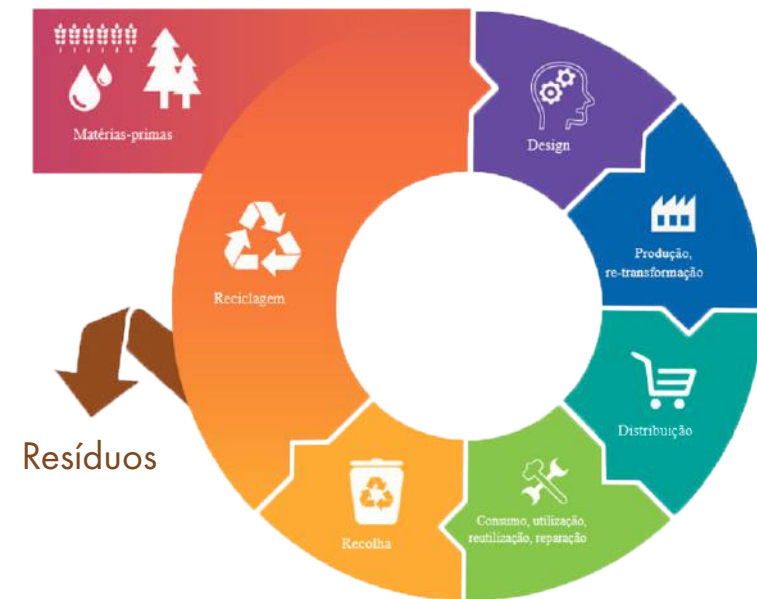 Matérias-primas
Design
Produção,
re-transformação
Distribuição
Consumo, utilização,
reutilização, reparação
Recolha
Reciclagem
Resíduos